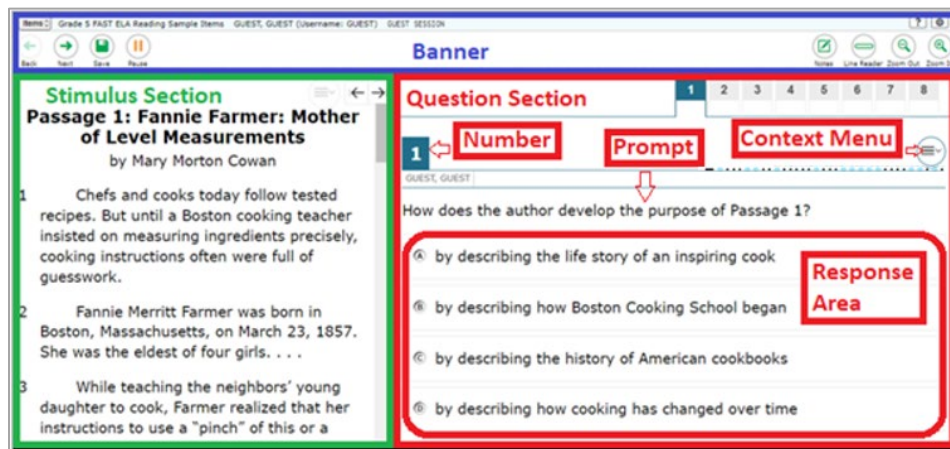 Items Grade 5 FAST ELA Reading Sample Items GUEST, GUEST (Username: GUEST) GUEST SESSION ?
Back Next Save Pause Banner Notes Line Reader Zoom Out Zoom
Stimulus Section
Passage 1: Fannie Farmer: Mother
of Level Measurements
by Mary Morton Cowan
1 Chefs and cooks today follow tested
recipes. But until a Boston cooking teacher
insisted on measuring ingredients precisely,
cooking instructions often were full of
guesswork.
2 Fannie Merritt Farmer was born in
Boston, Massachusetts, on March 23, 1857.
She was the eldest of four girls. . . .
3 While teaching the neighbors' young
daughter to cook, Farmer realized that her
instructions to use a "pinch" of this or a
Question Section
1 2 3 4 5 6 7 8
1 Number Prompt Context Menu
GUEST, GUEST
How does the author develop the purpose of Passage 1?
A by describing the life story of an inspiring cook
B by describing how Boston Cooking School began
C by describing the history of American cookbooks
D by describing how cooking has changed over time
Response
Area